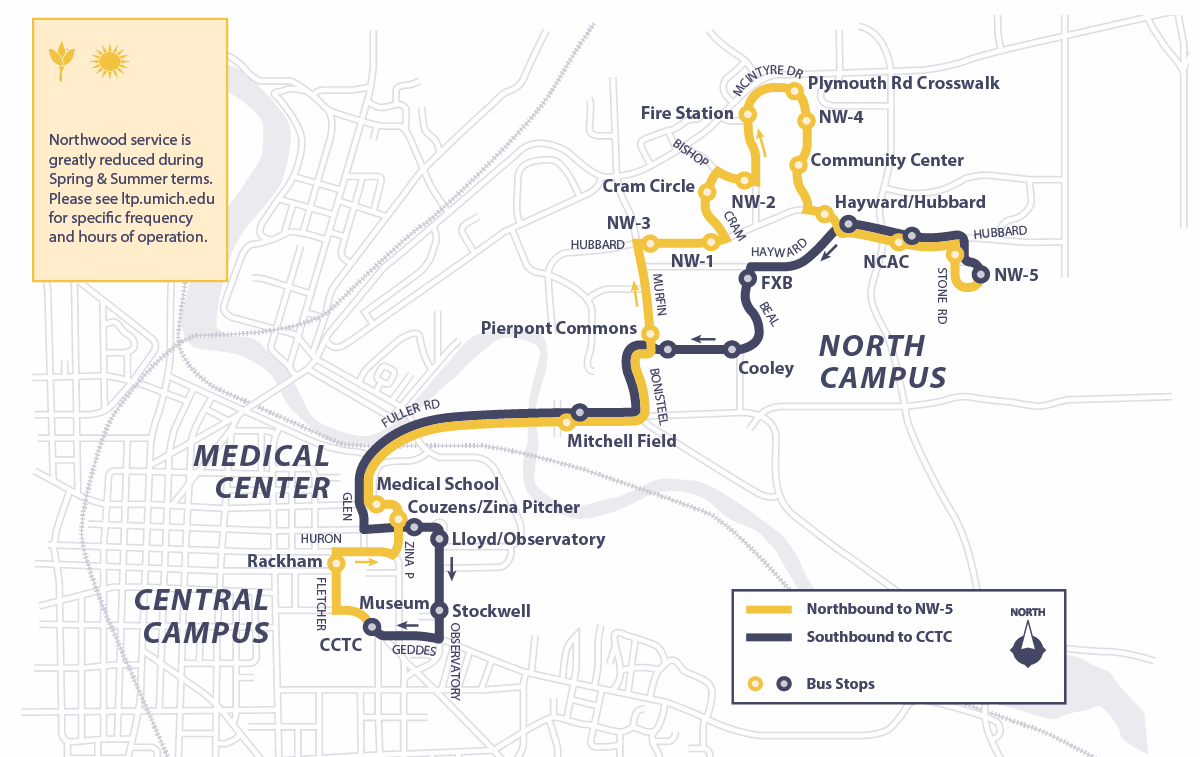 Northwood service is
greatly reduced during
Spring & Summer terms.
Please see ltp.umich.edu
for specific frequency
and hours of operation.
MCINTYRE DR
Plymouth Rd Crosswalk
Fire Station
NW-4
BISHOP
Community Center
Cram Circle
NW-2
Hayward/Hubbard
NW-3
CRAM
HUBBARD
HUBBARD
NW-1
HAYWARD
NCAC
NW-5
MURFIN
FXB
STONE RD
BEAL
Pierpont Commons
NORTH
CAMPUS
Cooley
BONISTEEL
FULLER RD
Mitchell Field
MEDICAL
CENTER
Medical School
GLEN
Couzens/Zina Pitcher
HURON
Lloyd/Observatory
ZINA P
Rackham
FLETCHER
CENTRAL
CAMPUS
Museum
Stockwell
CCTC
GEDDES
OBSERVATORY
Northbound to NW-5
Southbound to CCTC
Bus Stops
NORTH